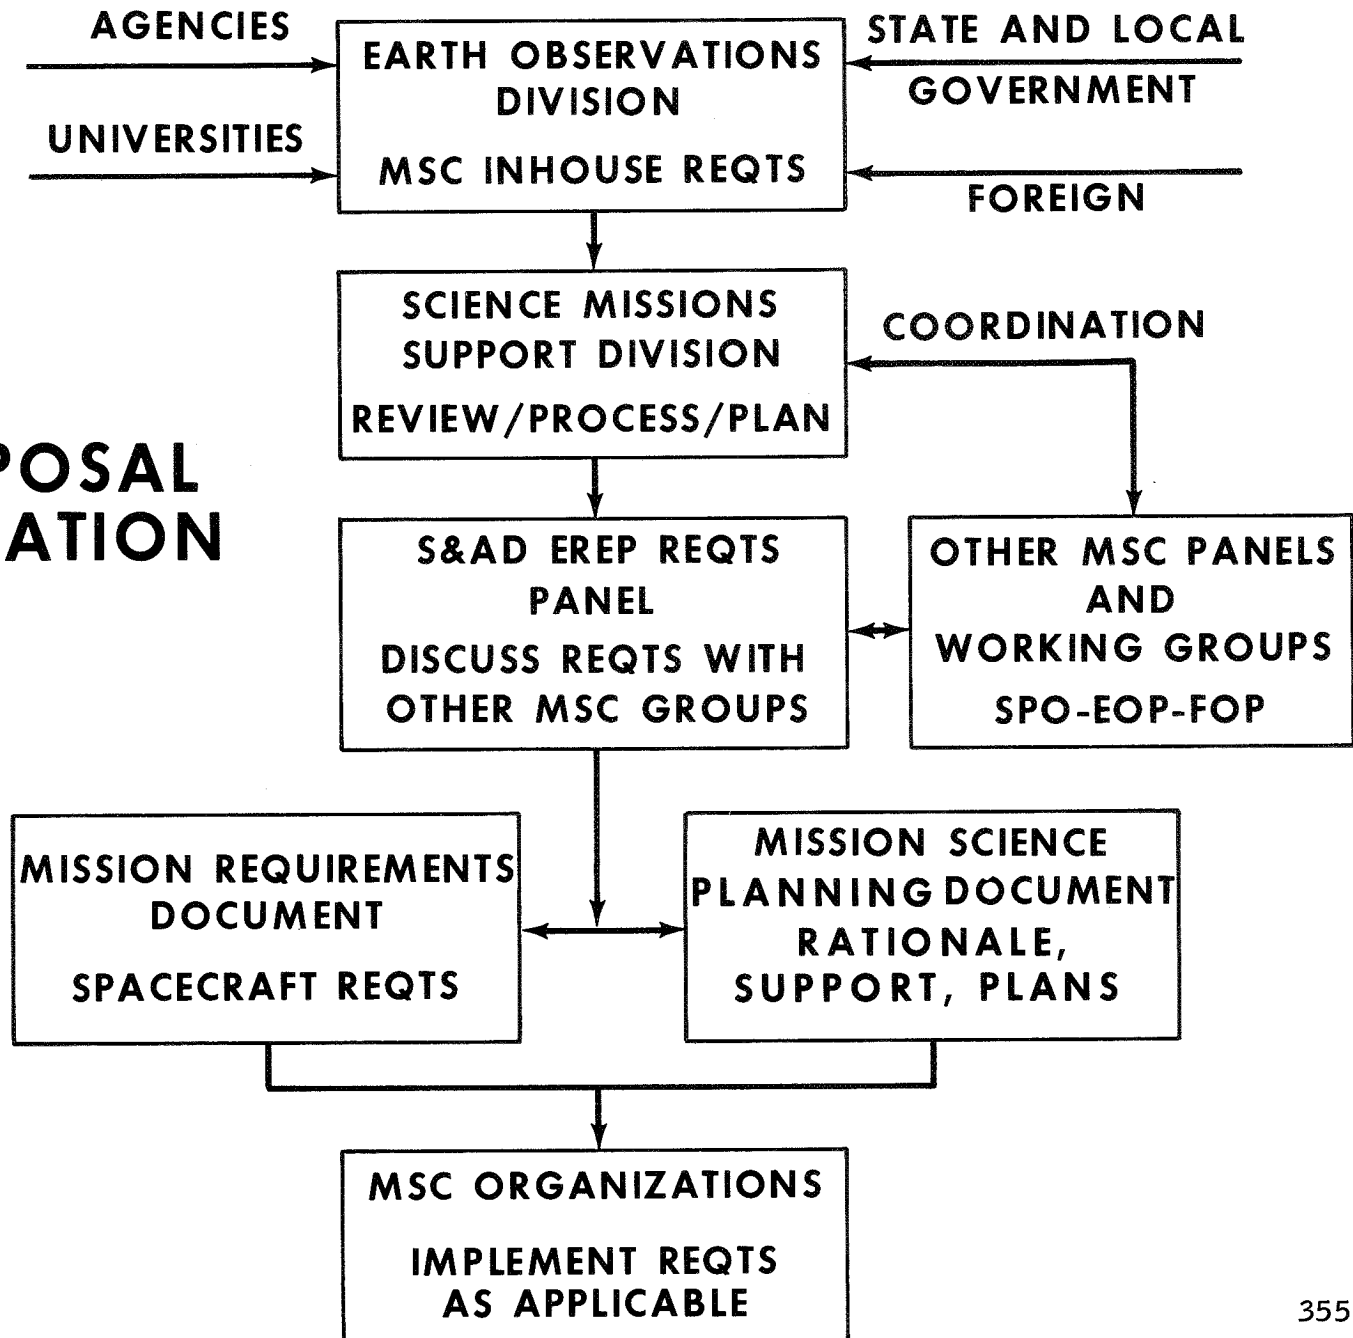 AGENCIES
UNIVERSITIES
EARTH OBSERVATIONS
DIVISION
MSC INHOUSE REQTS
STATE AND LOCAL
GOVERNMENT
FOREIGN
SCIENCE MISSIONS
SUPPORT DIVISION
REVIEW/PROCESS/PLAN
COORDINATION
POSAL
ATION
S&AD EREP REQTS
PANEL
DISCUSS REQTS WITH
OTHER MSC GROUPS
OTHER MSC PANELS
AND
WORKING GROUPS
SPO-EOP-FOP
MISSION REQUIREMENTS
DOCUMENT
SPACECRAFT REQTS
MISSION SCIENCE
PLANNING DOCUMENT
RATIONALE,
SUPPORT, PLANS
MSC ORGANIZATIONS
IMPLEMENT REQTS
AS APPLICABLE
355